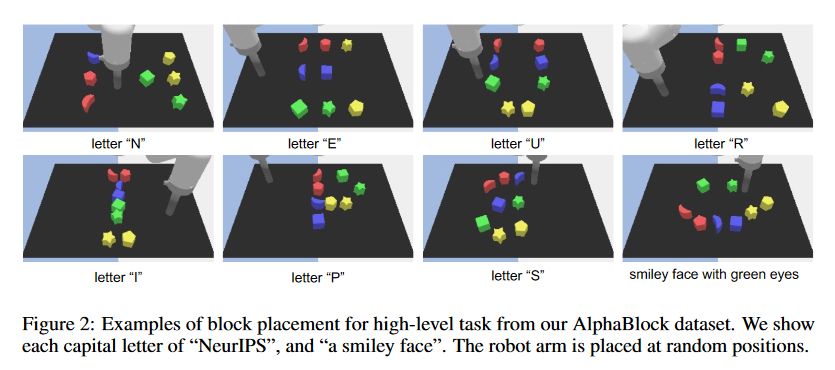 letter “N”
letter “E”
letter “U”
letter “R”
letter “I”
letter “P”
letter “S”
smiley face with green eyes
Figure 2: Examples of block placement for high-level task from our AlphaBlock dataset. We show
each capital letter of “NeurIPS”, and “a smiley face”. The robot arm is placed at random positions.